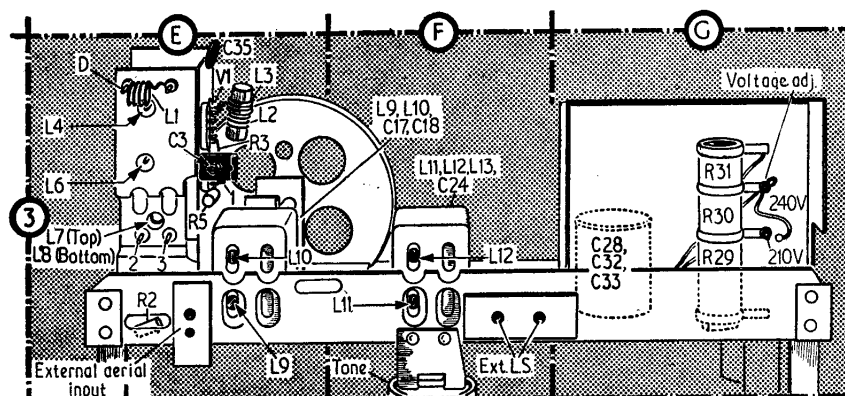 E
F
G
C35
D
V1
L3
Voltage adj.
L4
L1
L2
L9, L10,
C17, C18
C3
R3
L6
L11, L12, L13,
C24
R31
3
R5
1
R30
240V
L7 (Top)
L8 (Bottom)
2
3
L10
L12
C28,
C32,
C33
R29
210V
R2
L11
External aerial
input
L9
Tone
Ext. L.S.